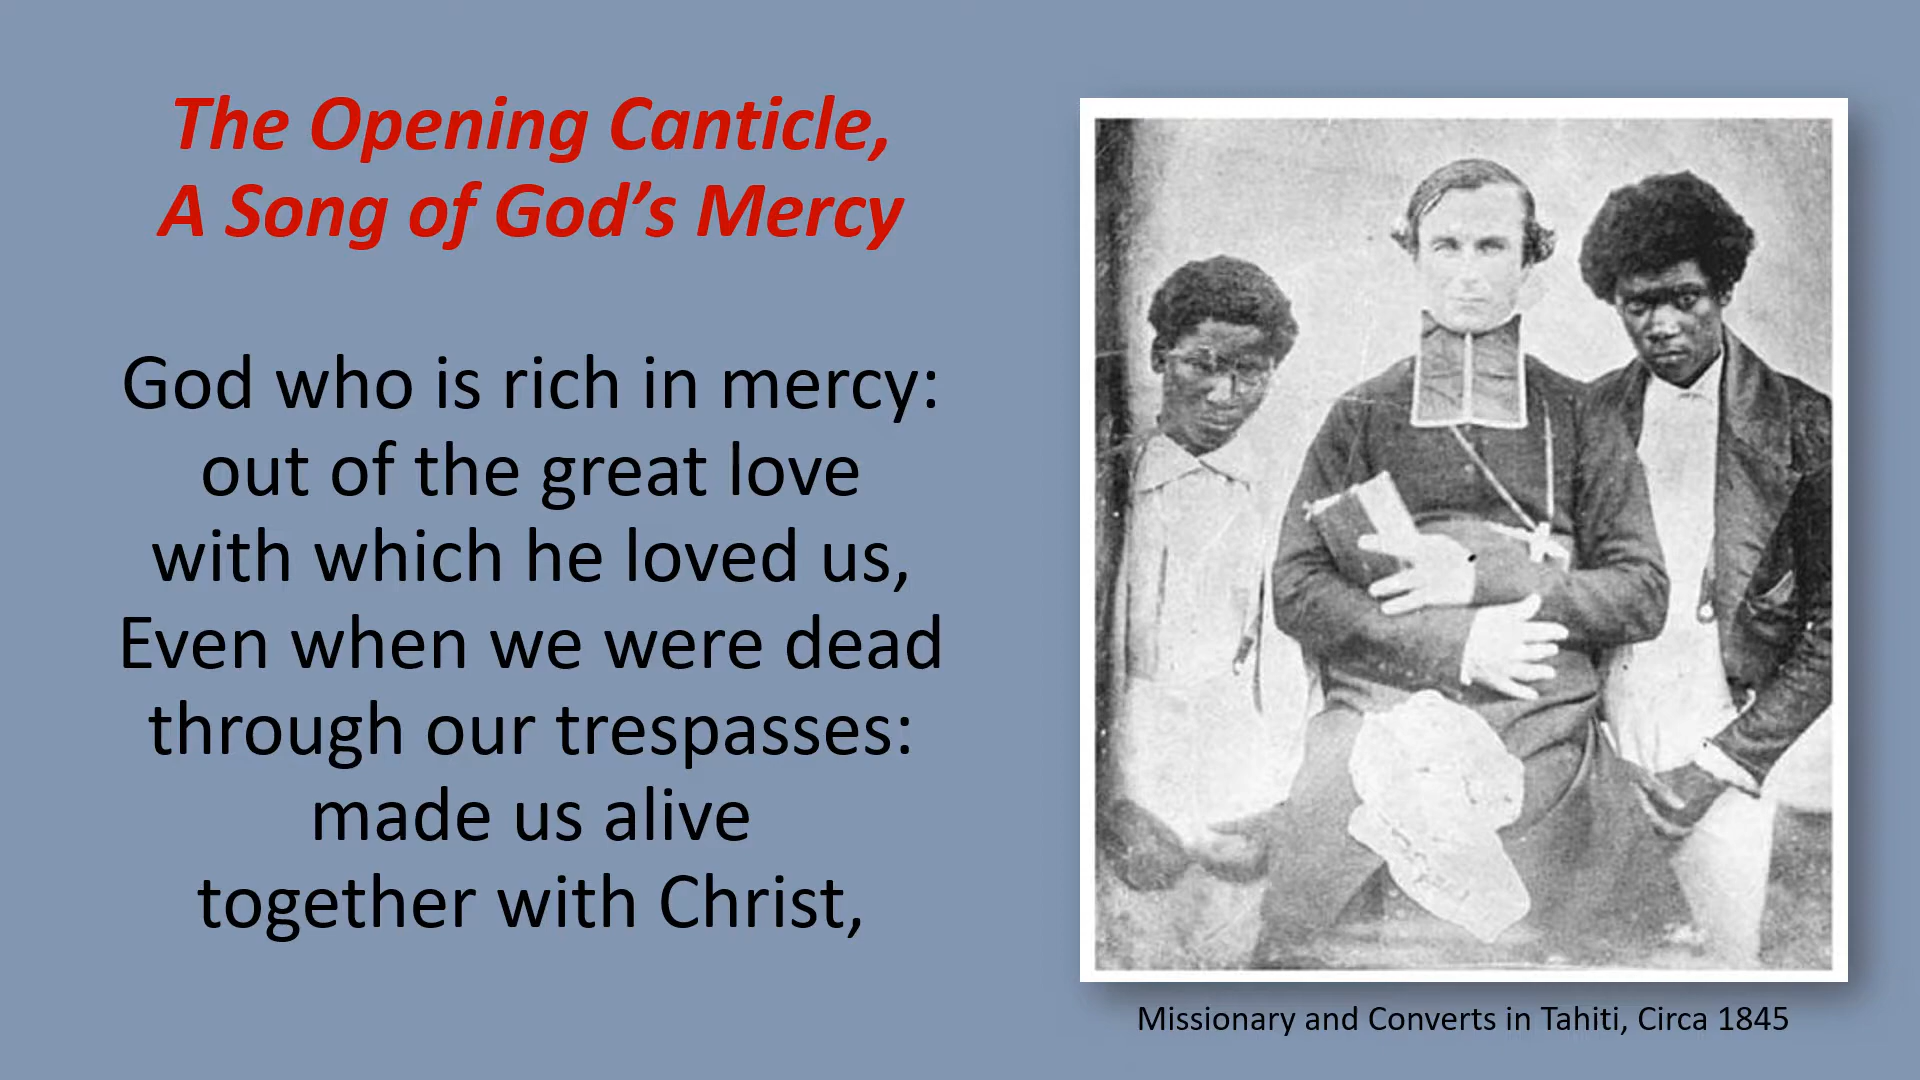 The Opening Canticle,
A Song of God’s Mercy
God who is rich in mercy:
out of the great love
with which he loved us,
Even when we were dead
through our trespasses:
made us alive
together with Christ,
Missionary and Converts in Tahiti, Circa 1845